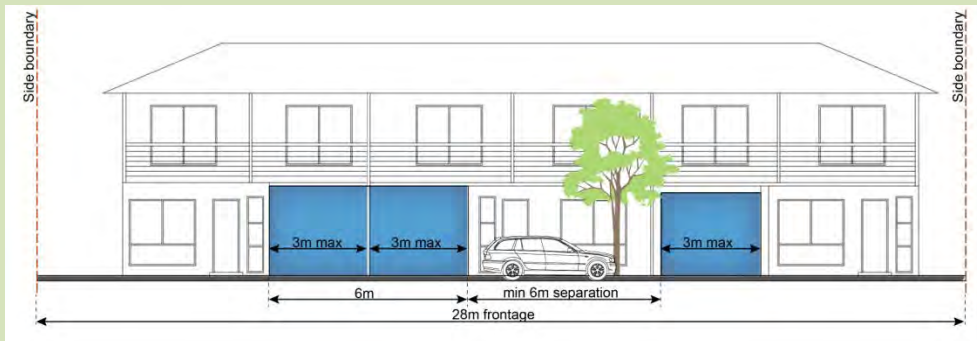 Side boundary
Side boundary
3m max
3m max
3m max
6m
min 6m separation
28m frontage